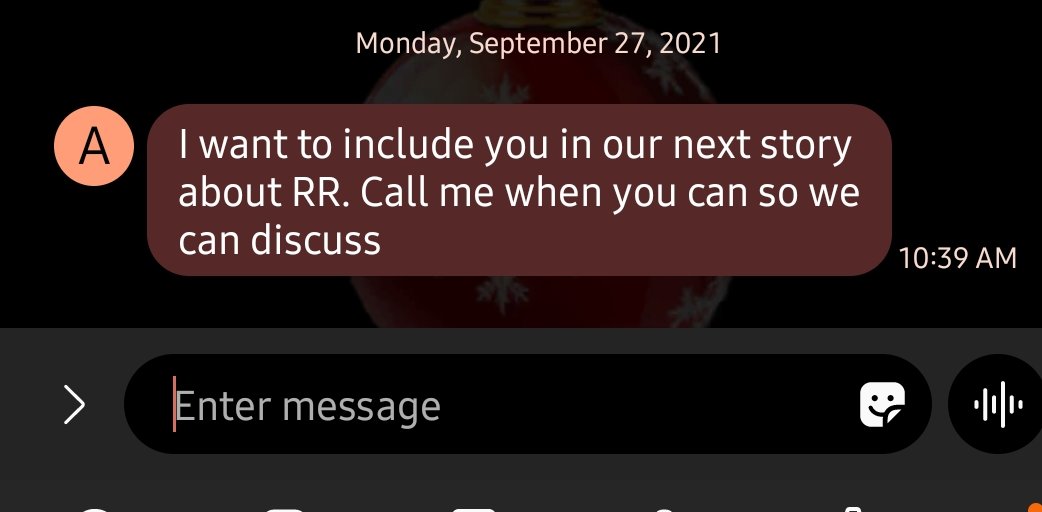 Monday, September 27, 2021
A
I want to include you in our next story
about RR. Call me when you can so we
can discuss
10:39 AM
Enter message